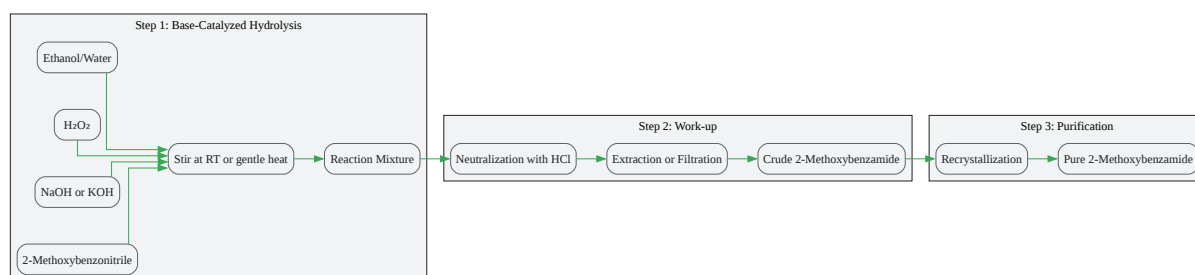 Step 1: Base-Catalyzed Hydrolysis
Ethanol/Water
H₂O₂
NaOH or KOH
2-Methoxybenzonitrile
Stir at RT or gentle heat
Reaction Mixture
Step 2: Work-up
Neutralization with HCl
Extraction or Filtration
Crude 2-Methoxybenzamide
Step 3: Purification
Recrystallization
Pure 2-Methoxybenzamide